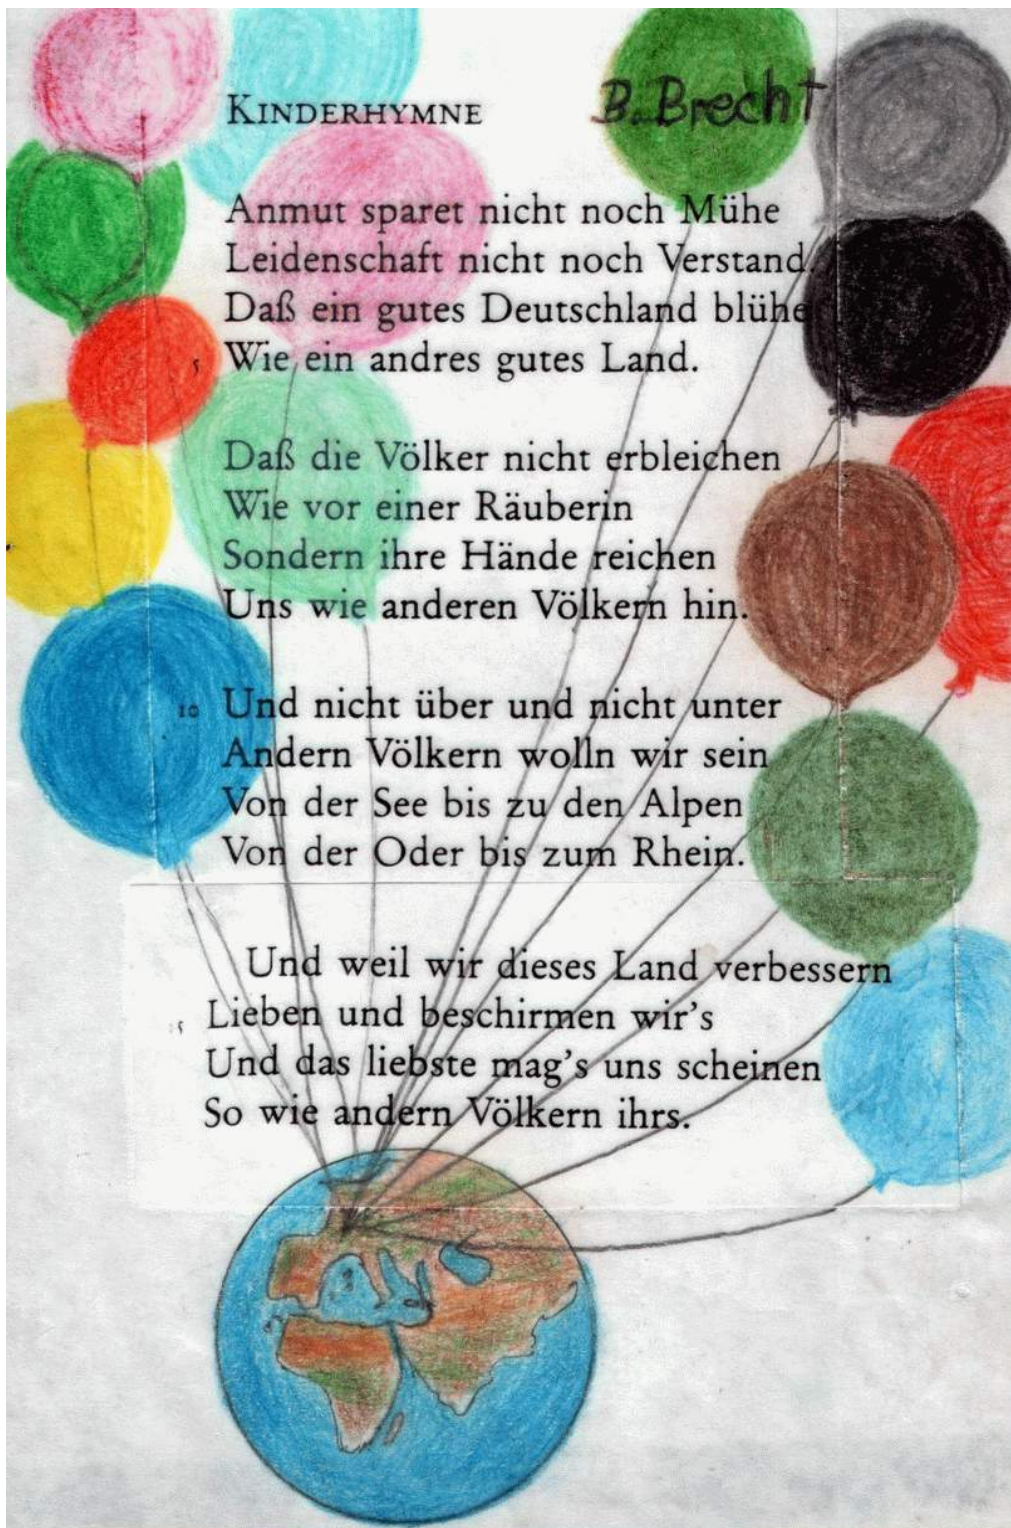 KINDERHYMNE B. Brecht
Anmut sparet nicht noch Mühe
Leidenschaft nicht noch Verstand.
Daß ein gutes Deutschland blühe
5 Wie ein andres gutes Land.
Daß die Völker nicht erbleichen
Wie vor einer Räuberin
Sondern ihre Hände reichen
Uns wie anderen Völkern hin.
10 Und nicht über und nicht unter
Andern Völkern wolln wir sein
Von der See bis zu den Alpen
Von der Oder bis zum Rhein.
Und weil wir dieses Land verbessern
15 Lieben und beschirmen wir's
Und das liebste mag's uns scheinen
So wie andern Völkern ihrs.